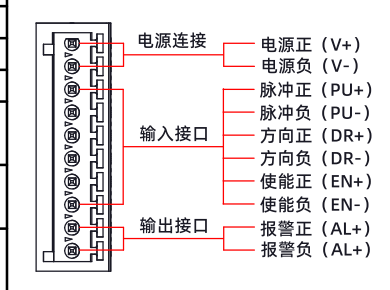 电源连接
电源正（V+）
电源负（V-）
脉冲正（PU+）
脉冲负（PU-）
输入接口
方向正（DR+）
方向负（DR-）
使能正（EN+）
使能负（EN-）
输出接口
报警正（AL+）
报警负（AL+）